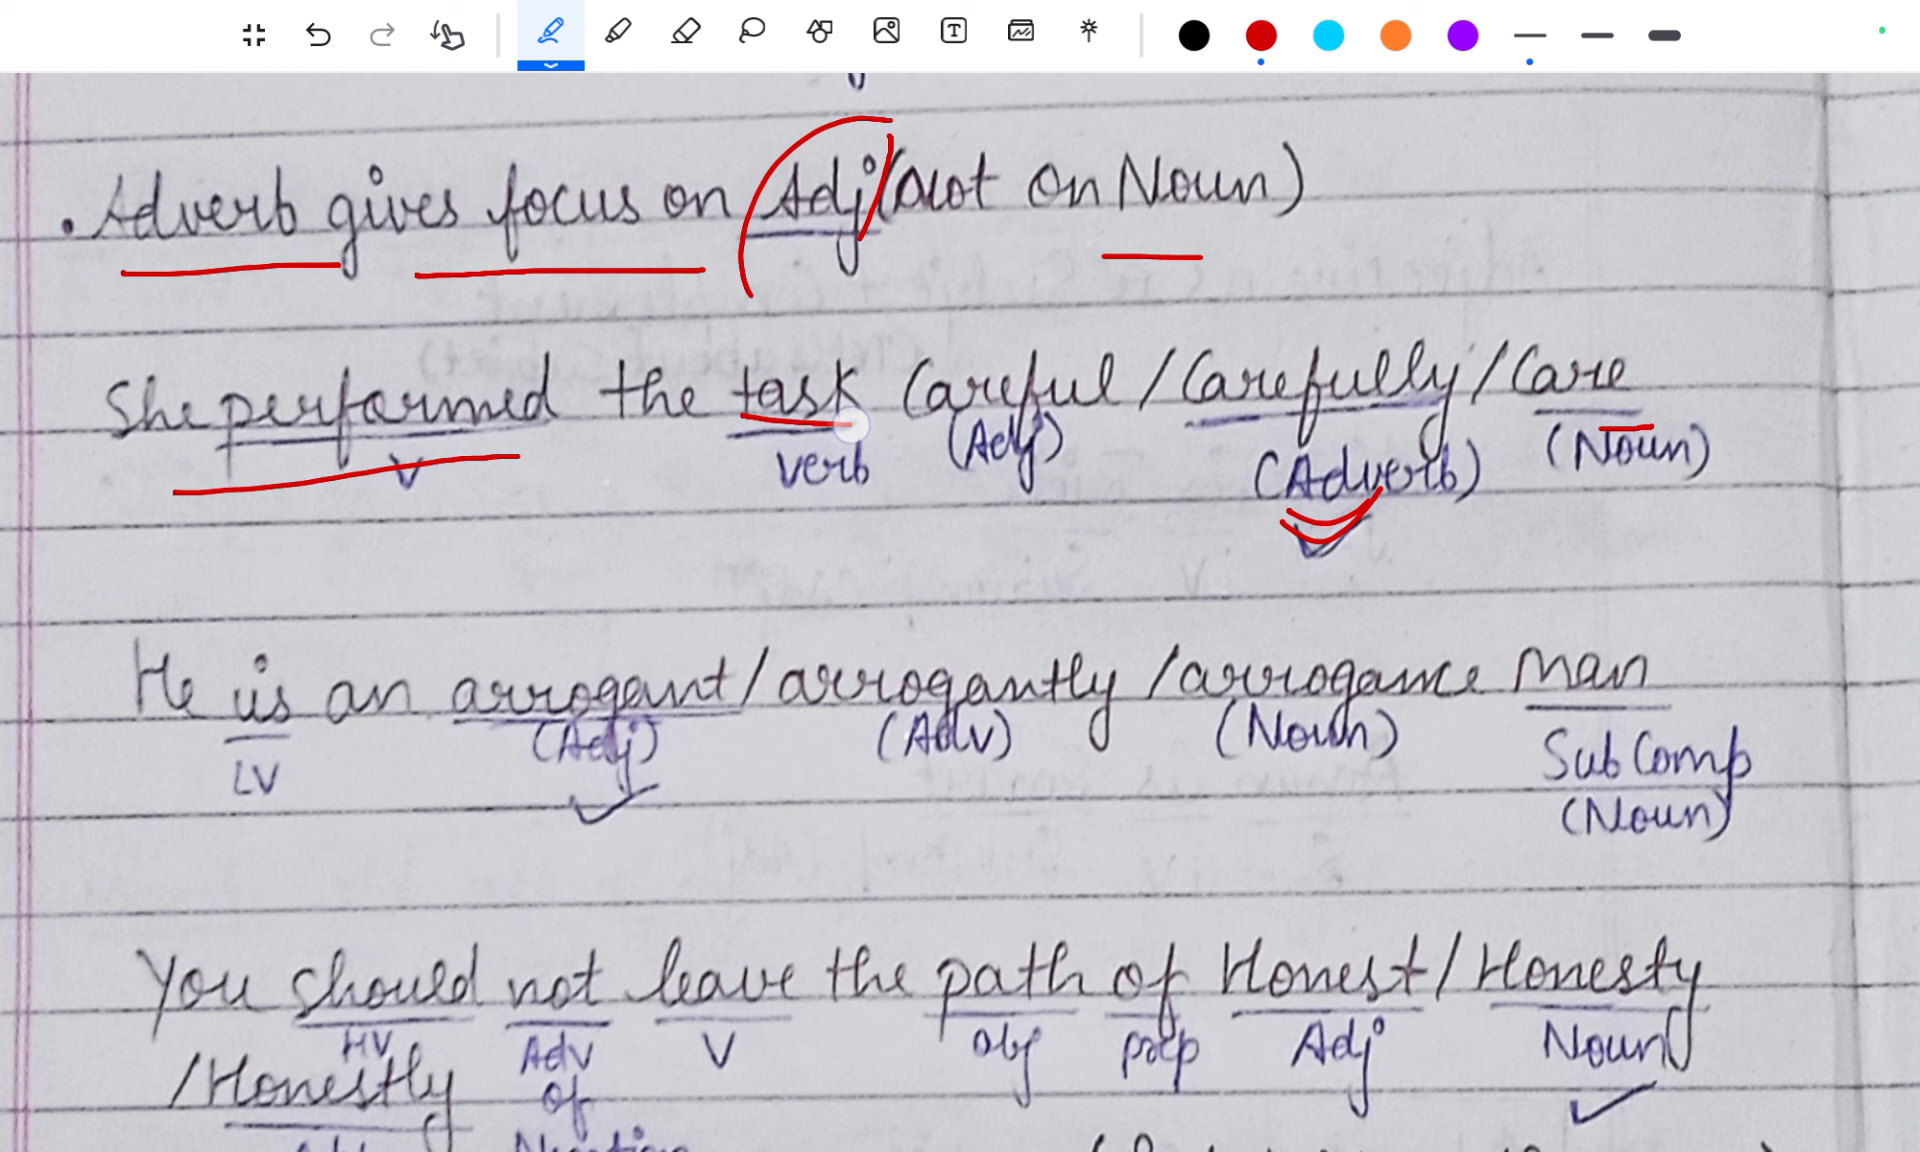 . Adverb gives focus on Adj (Not on Noun)
She performed the task Careful / Carefully / Care
V verb (Adj) (Adverb) (Noun)
He is an arrogant / arrogantly / arrogance man
LV (Adj) (Adv) (Noun) Sub Comp
(Noun)
You should not leave the path of Honest / Honesty
HV Adv V obj prep Adj Noun
/ Honestly of